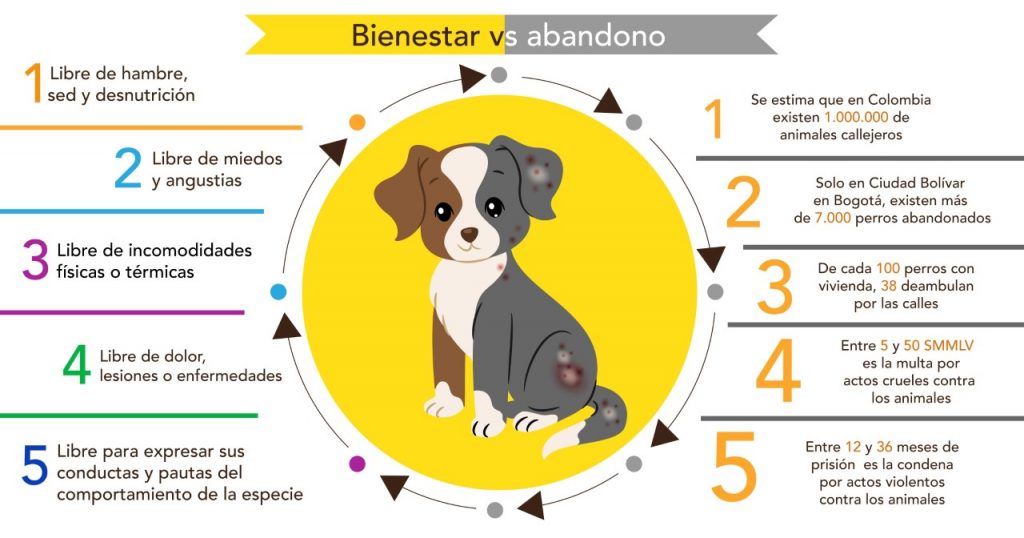 Bienestar vs abandono
1 Libre de hambre,
sed y desnutrición
2 Libre de miedos
y angustias
3 Libre de incomodidades
físicas o térmicas
4 Libre de dolor,
lesiones o enfermedades
5 Libre para expresar sus
conductas y pautas del
comportamiento de la especie
1 Se estima que en Colombia
existen 1.000.000 de
animales callejeros
2 Solo en Ciudad Bolívar
en Bogotá, existen más
de 7.000 perros abandonados
3 De cada 100 perros con
vivienda, 38 deambulan
por las calles
4 Entre 5 y 50 SMMLV
es la multa por
actos crueles contra
los animales
5 Entre 12 y 36 meses de
prisión es la condena
por actos violentos
contra los animales